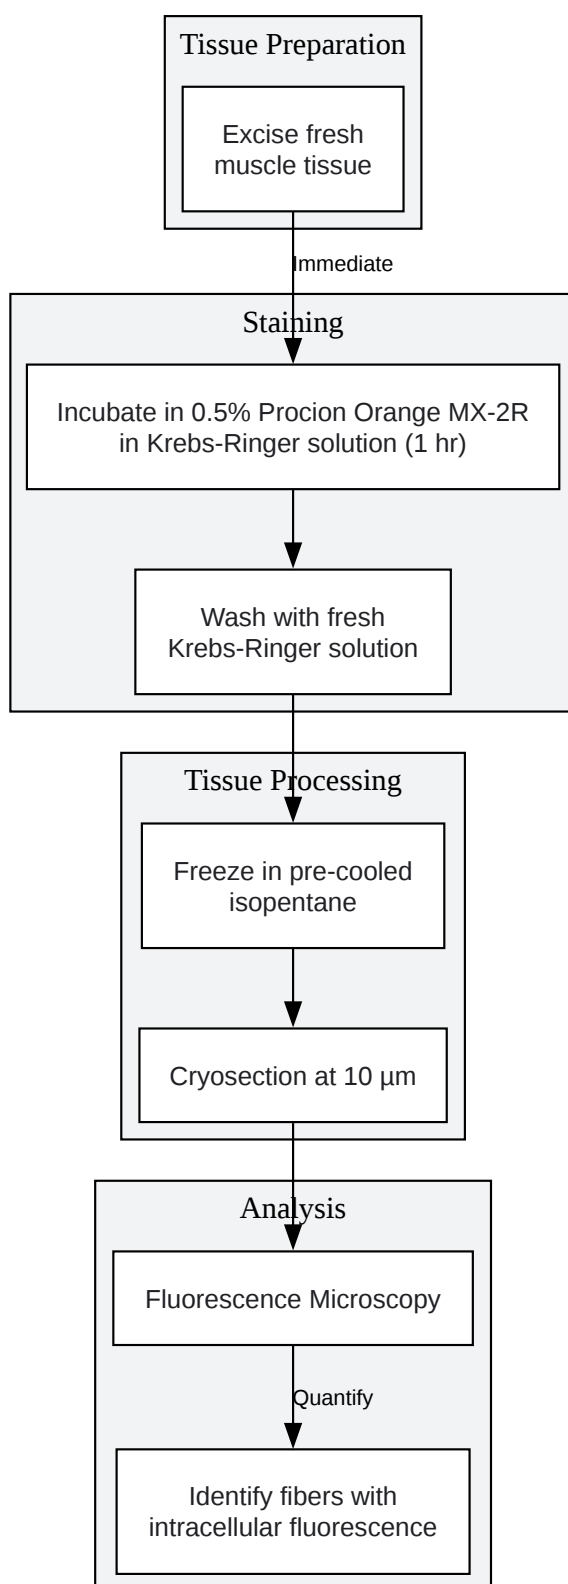 Tissue Preparation
Excise fresh
muscle tissue
Immediate
Staining
Incubate in 0.5% Procion Orange MX-2R
in Krebs-Ringer solution (1 hr)
Wash with fresh
Krebs-Ringer solution
Tissue Processing
Freeze in pre-cooled
isopentane
Cryosection at 10 µm
Analysis
Fluorescence Microscopy
Quantify
Identify fibers with
intracellular fluorescence